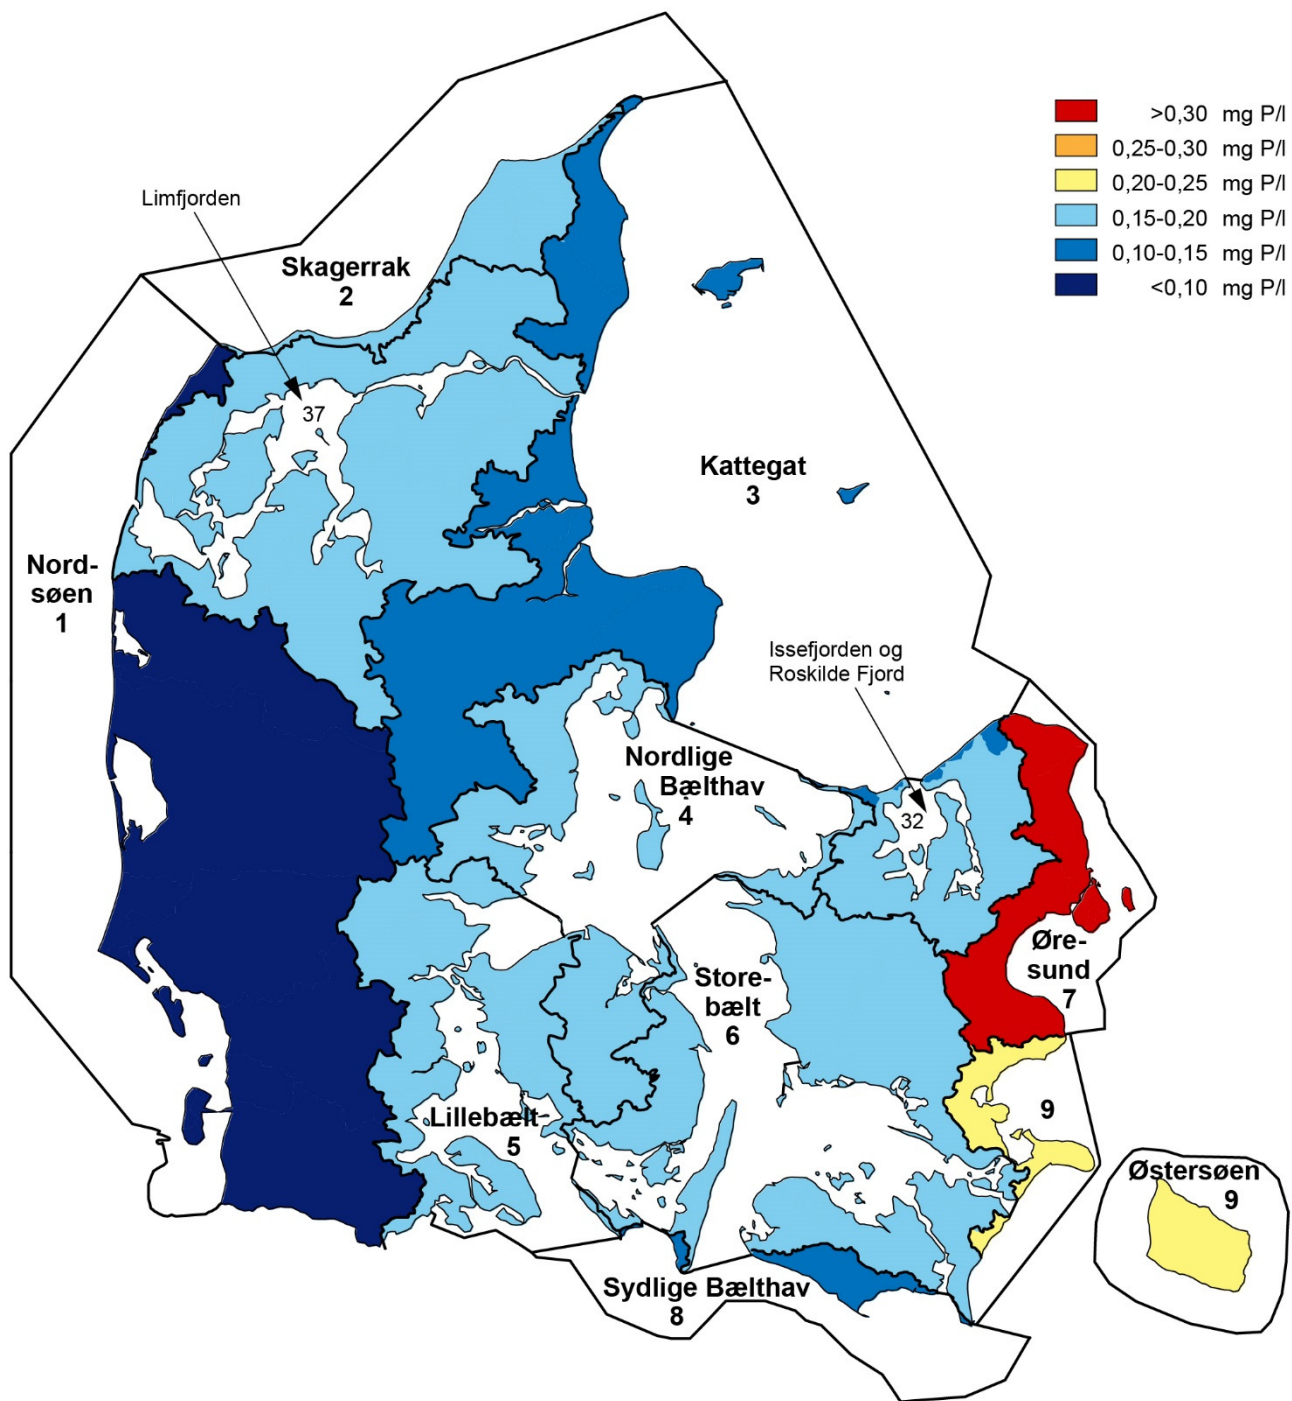 >0,30 mg P/l
0,25-0,30 mg P/l
0,20-0,25 mg P/l
0,15-0,20 mg P/l
0,10-0,15 mg P/l
<0,10 mg P/l
Limfjorden
Skagerrak
2
37
Kattegat
3
Nord-
søen
1
Issefjorden og
Roskilde Fjord
Nordlige
Bælthav
4
32
Øre-
sund
7
Store-
bælt
6
9
Lillebælt
5
Østersøen
9
Sydlige Bælthav
8